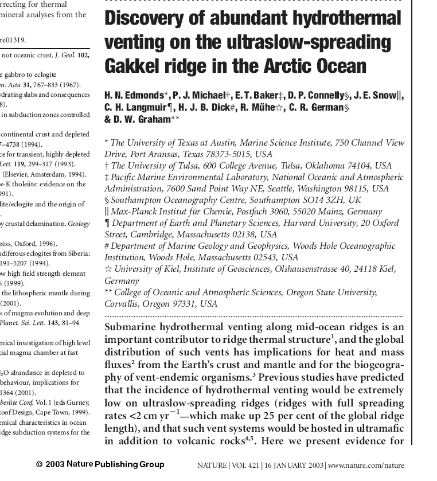 recting for thermal
mineral analyses from the
re01319.
not oceanic crust. J. Geol. 102,
e gabbro to eclogite
m. Acta 31, 767–833 (1967).
hydrating slabs and consequences
8).
in subduction zones controlled
continental crust and depleted
7–4738 (1994).
ce for transient, highly depleted
Lett. 119, 299–317 (1993).
(Elsevier, Amsterdam, 1994).
e-K tholeiite: evidence on the
991).
lite/eclogite and the origin of
y crustal delamination. Geology
ress, Oxford, 1996).
ndiferous eclogites from Siberia:
191–5207 (1994).
ow high field strength element
6 (1999).
the lithospheric mantle during
(2001).
s of magma evolution and deep
Planet. Sci. Lett. 143, 81–94
mical investigation of high level
cial magma chamber at fast
O abundance in depleted to
behaviour, implications for
1364 (2001).
berlite Conf. Vol. 1 (eds Gurney,
Roof Design, Cape Town, 1999).
emical characteristics in ocean
idge subduction systems for the
Discovery of abundant hydrothermal
venting on the ultraslow-spreading
Gakkel ridge in the Arctic Ocean
H. N. Edmonds*, P. J. Michael†, E. T. Baker‡, D. P. Connelly§, J. E. Snow||,
C. H. Langmuir¶, H. J. B. Dick#, R. Mühe☆, C. R. German§
& D. W. Graham**
* The University of Texas at Austin, Marine Science Institute, 750 Channel View
Drive, Port Aransas, Texas 78373-5015, USA
† The University of Tulsa, 600 College Avenue, Tulsa, Oklahoma 74104, USA
‡ Pacific Marine Environmental Laboratory, National Oceanic and Atmospheric
Administration, 7600 Sand Point Way NE, Seattle, Washington 98115, USA
§ Southampton Oceanography Centre, Southampton SO14 3ZH, UK
|| Max-Planck Institut für Chemie, Postfach 3060, 55020 Mainz, Germany
¶ Department of Earth and Planetary Sciences, Harvard University, 20 Oxford
Street, Cambridge, Massachusetts 02138, USA
# Department of Marine Geology and Geophysics, Woods Hole Oceanographic
Institution, Woods Hole, Massachusetts 02543, USA
☆ University of Kiel, Institute of Geosciences, Olshausenstrasse 40, 24118 Kiel,
Germany
** College of Oceanic and Atmospheric Sciences, Oregon State University,
Corvallis, Oregon 97331, USA
Submarine hydrothermal venting along mid-ocean ridges is an
important contributor to ridge thermal structure¹, and the global
distribution of such vents has implications for heat and mass
fluxes² from the Earth's crust and mantle and for the biogeogra-
phy of vent-endemic organisms.³ Previous studies have predicted
that the incidence of hydrothermal venting would be extremely
low on ultraslow-spreading ridges (ridges with full spreading
rates <2 cm yr⁻¹—which make up 25 per cent of the global ridge
length), and that such vent systems would be hosted in ultramafic
in addition to volcanic rocks⁴,⁵. Here we present evidence for
© 2003 Nature Publishing Group
NATURE | VOL 421 | 16 JANUARY 2003 | www.nature.com/nature